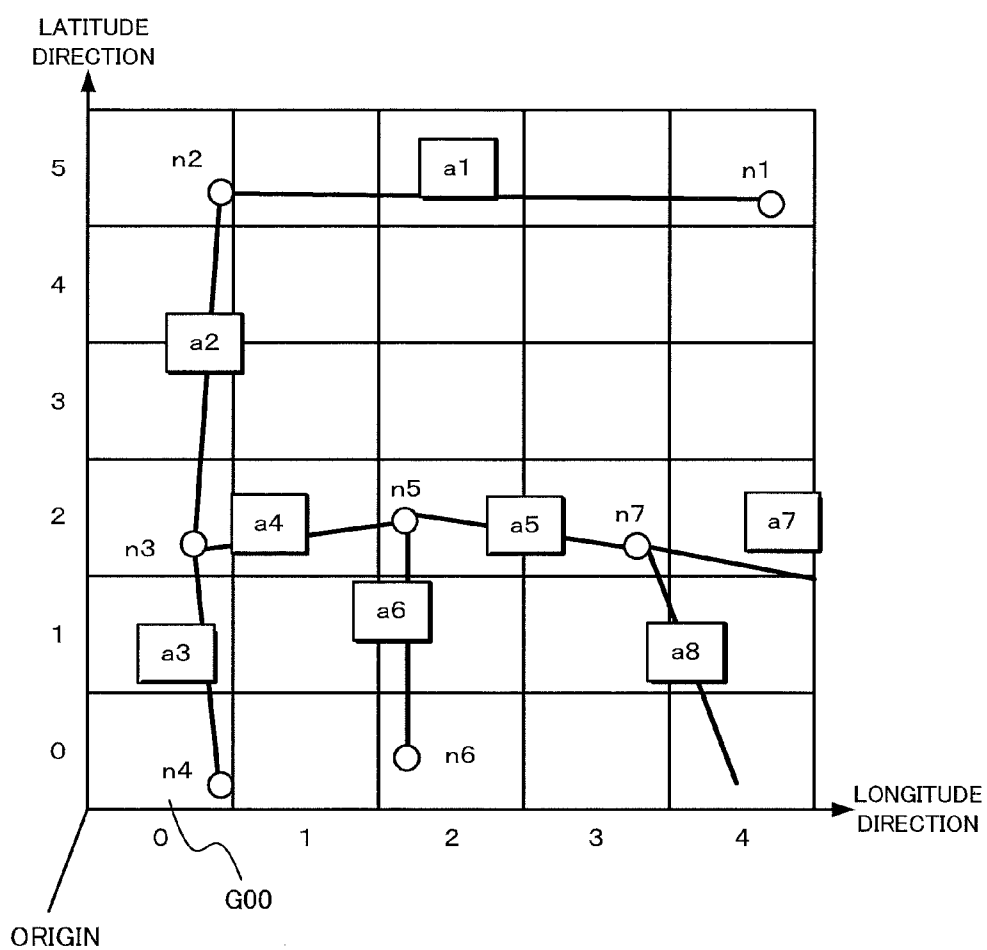 LATITUDE
DIRECTION
5
n2
a1
n1
4
a2
3
2
n3
a4
n5
a5
n7
a7
1
a3
a6
a8
0
n4
n6
LONGITUDE
DIRECTION
0
1
2
3
4
G00
ORIGIN